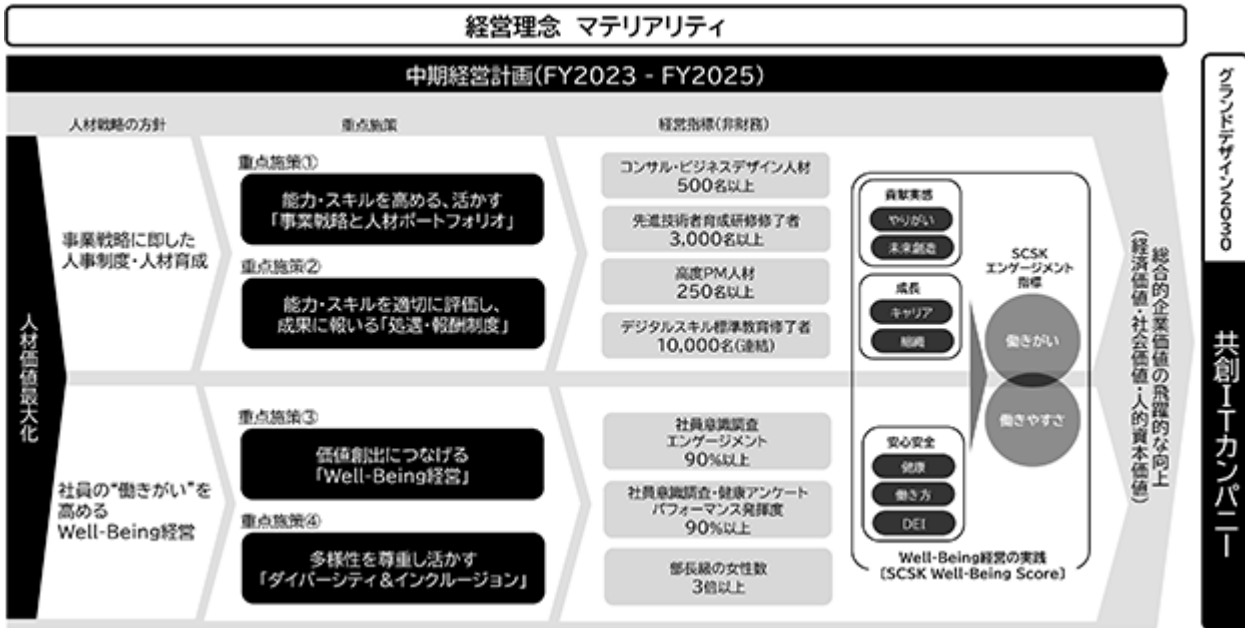 経営理念 マテリアリティ
中期経営計画(FY2023 - FY2025)
人材価値最大化
人材戦略の方針
事業戦略に即した
人事制度・人材育成
社員の“働きがい”を
高める
Well-Being経営
重点施策
重点施策①
能力・スキルを高める、活かす
「事業戦略と人材ポートフォリオ」
重点施策②
能力・スキルを適切に評価し、
成果に報いる「処遇・報酬制度」
重点施策③
価値創出につなげる
「Well-Being経営」
重点施策④
多様性を尊重し活かす
「ダイバーシティ&インクルージョン」
経営指標(非財務)
コンサル・ビジネスデザイン人材
500名以上
先進技術者育成研修修了者
3,000名以上
高度PM人材
250名以上
デジタルスキル標準教育修了者
10,000名(連結)
社員意識調査
エンゲージメント
90%以上
社員意識調査・健康アンケート
パフォーマンス発揮度
90%以上
部長級の女性数
3倍以上
貢献実感
やりがい
未来創造
成長
キャリア
組織
安心安全
健康
働き方
DEI
SCSK
エンゲージメント
指標
働きがい
働きやすさ
Well-Being経営の実践
〔SCSK Well-Being Score〕
総合的企業価値の飛躍的な向上
(経済価値・社会価値・人的資本価値)
グランドデザイン2030
共創ITカンパニー